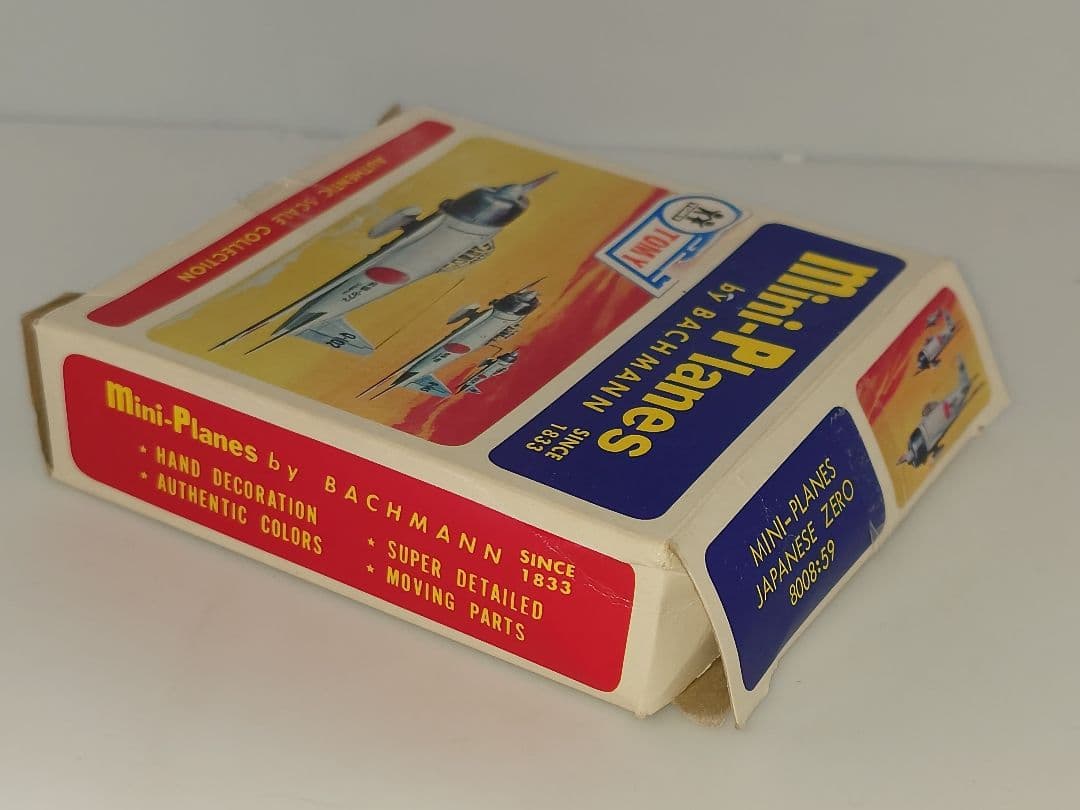 AUTHENTIC SCALE COLLECTION
TOMY
mini-Planes
by BACHMANN
SINCE
1833
Mini-Planes by BACHMANN SINCE
1833
★ HAND DECORATION
★ AUTHENTIC COLORS
★ SUPER DETAILED
★ MOVING PARTS
MINI-PLANES
JAPANESE ZERO
8008:59